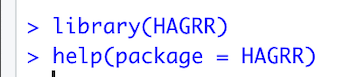 > library(HAGRR)
> help(package = HAGRR)